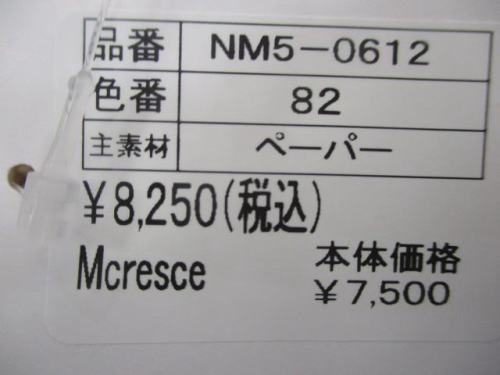 品番 NM5-0612
色番 82
主素材 ペーパー
¥8,250(税込)
Mcresce 本体価格
¥7,500